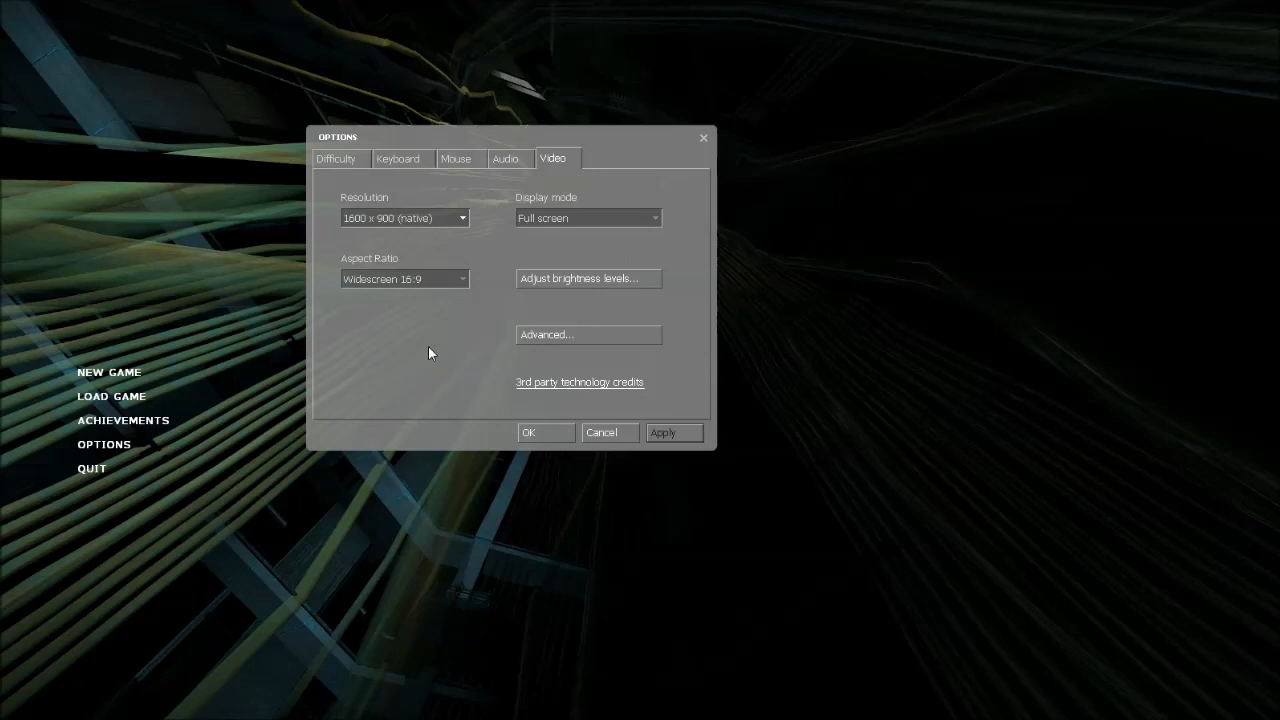 OPTIONS
Difficulty Keyboard Mouse Audio Video
Resolution Display mode
1600 x 900 (native) Full screen
Aspect Ratio
Widescreen 16:9 Adjust brightness levels...
Advanced...
3rd party technology credits
OK Cancel Apply
NEW GAME
LOAD GAME
ACHIEVEMENTS
OPTIONS
QUIT